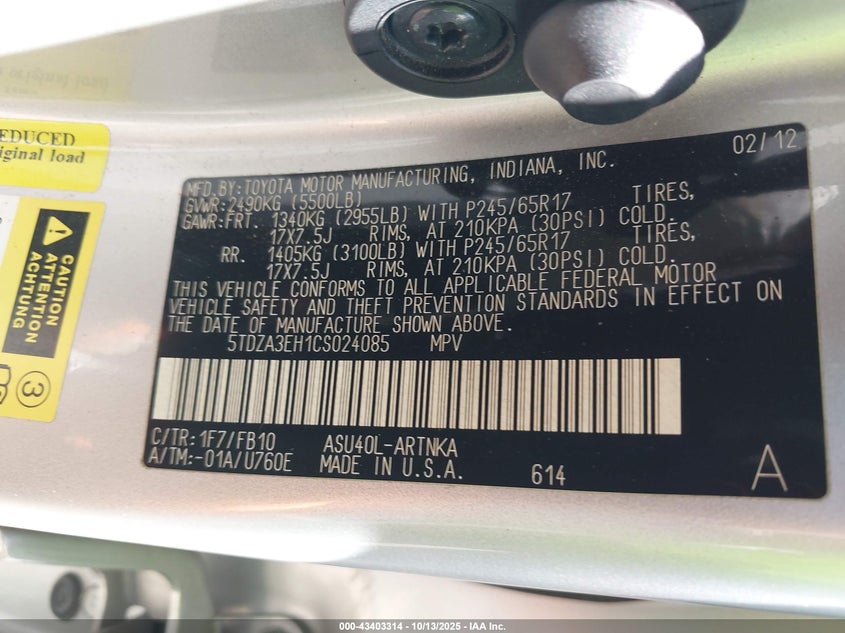 EDUCED
iginal load
CAUTION
ATTENTION
ACHTUNG
3
02/12
MFD. BY: TOYOTA MOTOR MANUFACTURING, INDIANA, INC.
GVWR: 2490KG (5500LB)
GAWR: FRT. 1340KG (2955LB) WITH P245/65R17 TIRES,
17X7.5J RIMS, AT 210KPA (30PSI) COLD.
RR. 1405KG (3100LB) WITH P245/65R17 TIRES,
17X7.5J RIMS, AT 210KPA (30PSI) COLD.
THIS VEHICLE CONFORMS TO ALL APPLICABLE FEDERAL MOTOR
VEHICLE SAFETY AND THEFT PREVENTION STANDARDS IN EFFECT ON
THE DATE OF MANUFACTURE SHOWN ABOVE.
5TDZA3EH1CS024085 MPV
C/TR: 1F7/FB10 ASU40L-ARTNKA
A/TM:-01A/U760E MADE IN U.S.A. 614 A
000-43403314 - 10/13/2025 - IAA Inc.